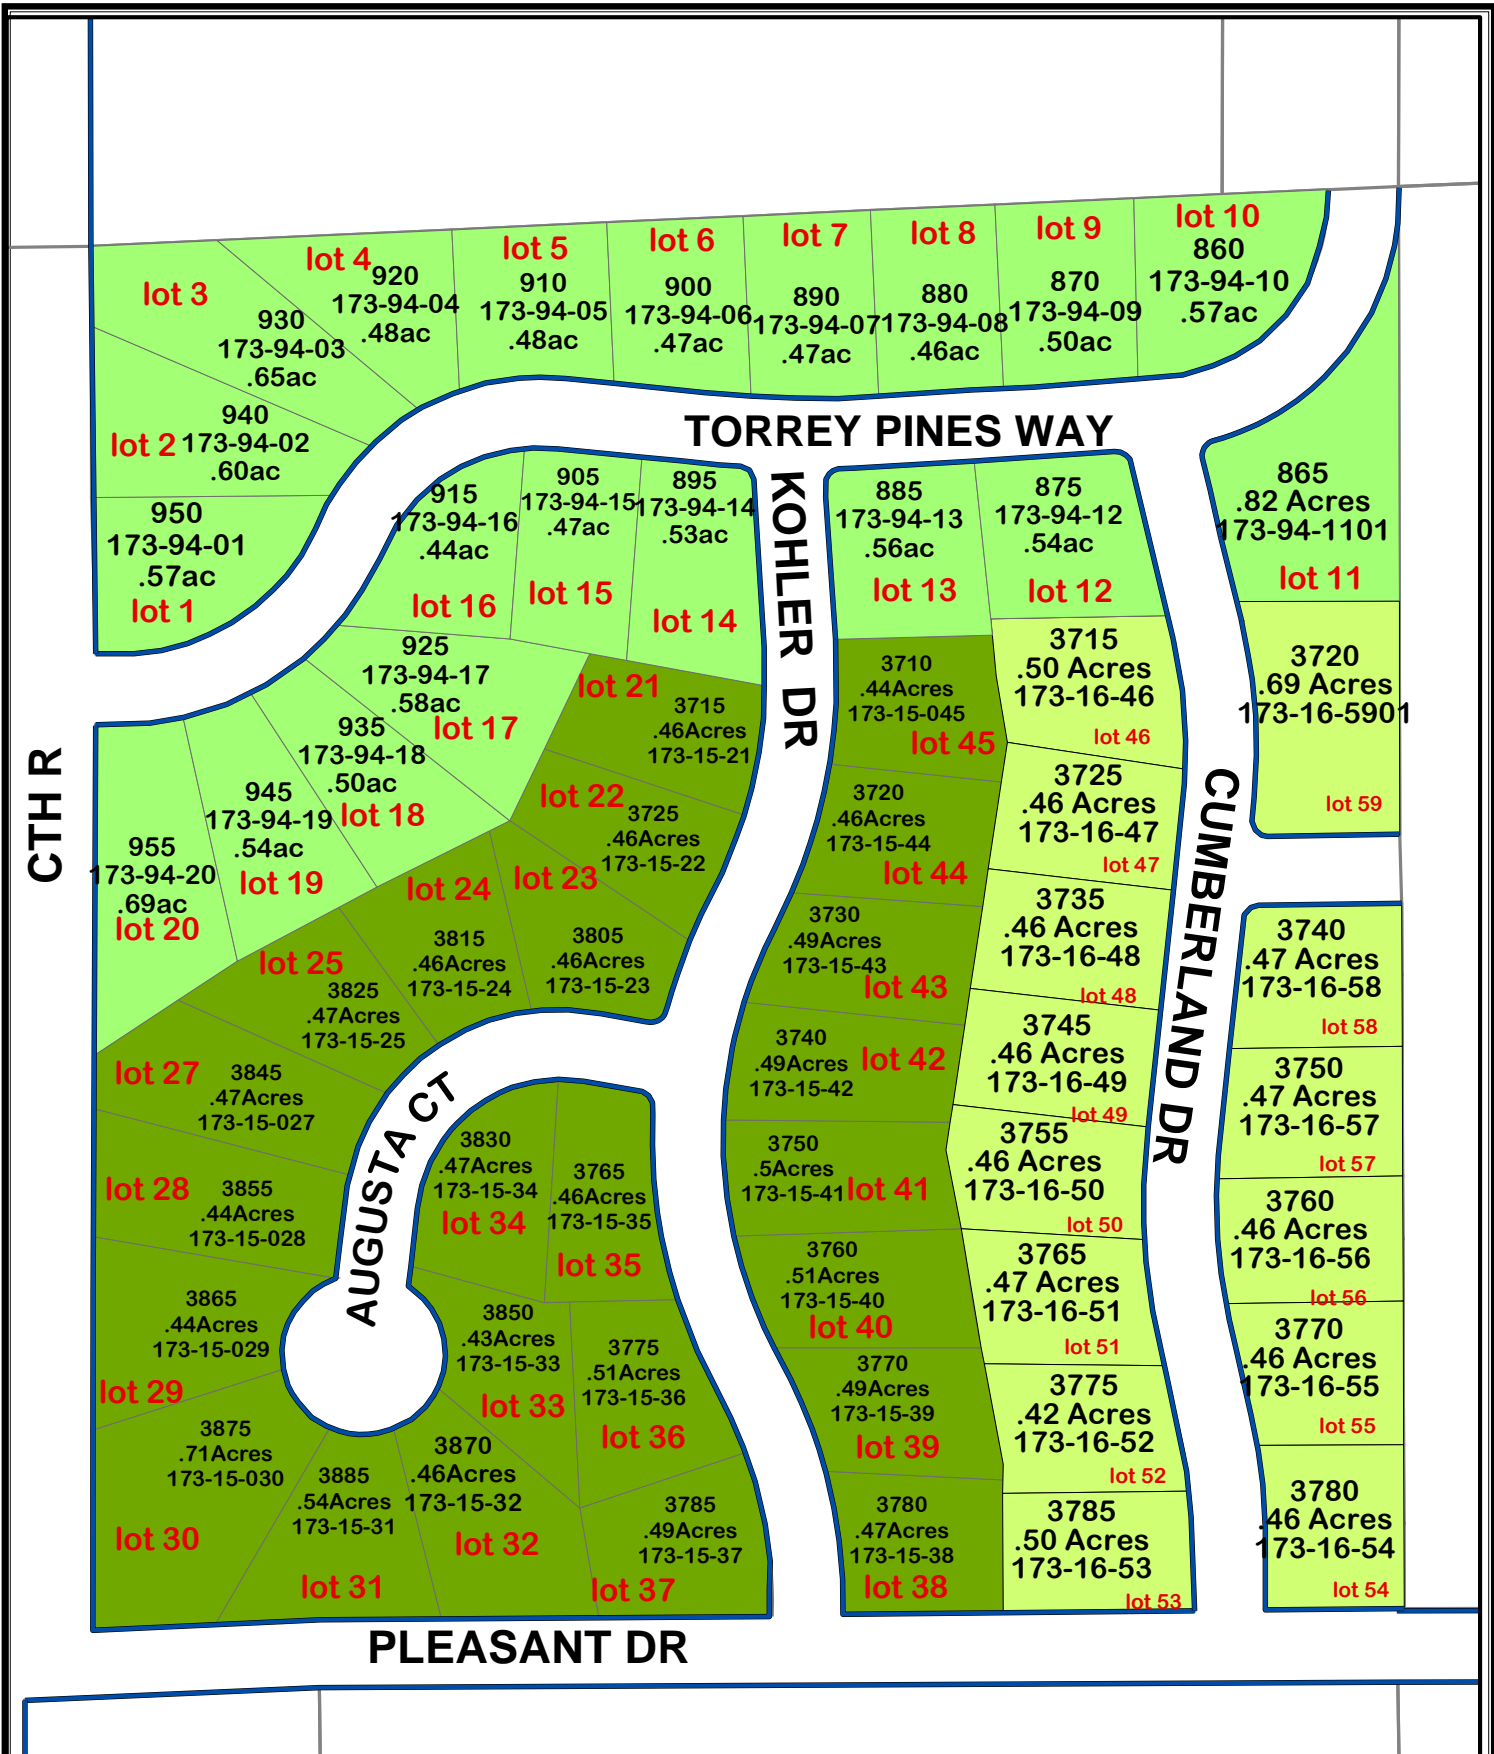 lot 3
930
173-94-03
.65ac
lot 4
920
173-94-04
.48ac
lot 5
910
173-94-05
.48ac
lot 6
900
173-94-06
.47ac
lot 7
890
173-94-07
.47ac
lot 8
880
173-94-08
.46ac
lot 9
870
173-94-09
.50ac
lot 10
860
173-94-10
.57ac
940
lot 2 173-94-02
.60ac
950
173-94-01
.57ac
lot 1
TORREY PINES WAY
915
173-94-16
.44ac
lot 16
905
173-94-15
.47ac
lot 15
895
173-94-14
.53ac
lot 14
KOHLER DR
885
173-94-13
.56ac
lot 13
875
173-94-12
.54ac
lot 12
865
.82 Acres
173-94-1101
lot 11
925
173-94-17
.58ac
lot 17
935
173-94-18
.50ac
lot 18
945
173-94-19
.54ac
lot 19
955
173-94-20
.69ac
lot 20
CTH R
lot 21
3715
.46Acres
173-15-21
lot 22
3725
.46Acres
173-15-22
lot 23
3805
.46Acres
173-15-23
lot 24
3815
.46Acres
173-15-24
lot 25
3825
.47Acres
173-15-25
lot 27
3845
.47Acres
173-15-027
lot 28
3855
.44Acres
173-15-028
3865
.44Acres
173-15-029
lot 29
3875
.71Acres
173-15-030
lot 30
3885
.54Acres
173-15-31
lot 31
3870
.46Acres
173-15-32
lot 32
3850
.43Acres
173-15-33
lot 33
3830
.47Acres
173-15-34
lot 34
3765
.46Acres
173-15-35
lot 35
3775
.51Acres
173-15-36
lot 36
3785
.49Acres
173-15-37
lot 37
AUGUSTA CT
3710
.44Acres
173-15-045
lot 45
3720
.46Acres
173-15-44
lot 44
3730
.49Acres
173-15-43
lot 43
3740
.49Acres
173-15-42
lot 42
3750
.5Acres
173-15-41
lot 41
3760
.51Acres
173-15-40
lot 40
3770
.49Acres
173-15-39
lot 39
3780
.47Acres
173-15-38
lot 38
3715
.50 Acres
173-16-46
lot 46
3725
.46 Acres
173-16-47
lot 47
3735
.46 Acres
173-16-48
lot 48
3745
.46 Acres
173-16-49
lot 49
3755
.46 Acres
173-16-50
lot 50
3765
.47 Acres
173-16-51
lot 51
3775
.42 Acres
173-16-52
lot 52
3785
.50 Acres
173-16-53
lot 53
CUMBERLAND DR
3720
.69 Acres
173-16-5901
lot 59
3740
.47 Acres
173-16-58
lot 58
3750
.47 Acres
173-16-57
lot 57
3760
.46 Acres
173-16-56
lot 56
3770
.46 Acres
173-16-55
lot 55
3780
.46 Acres
173-16-54
lot 54
PLEASANT DR